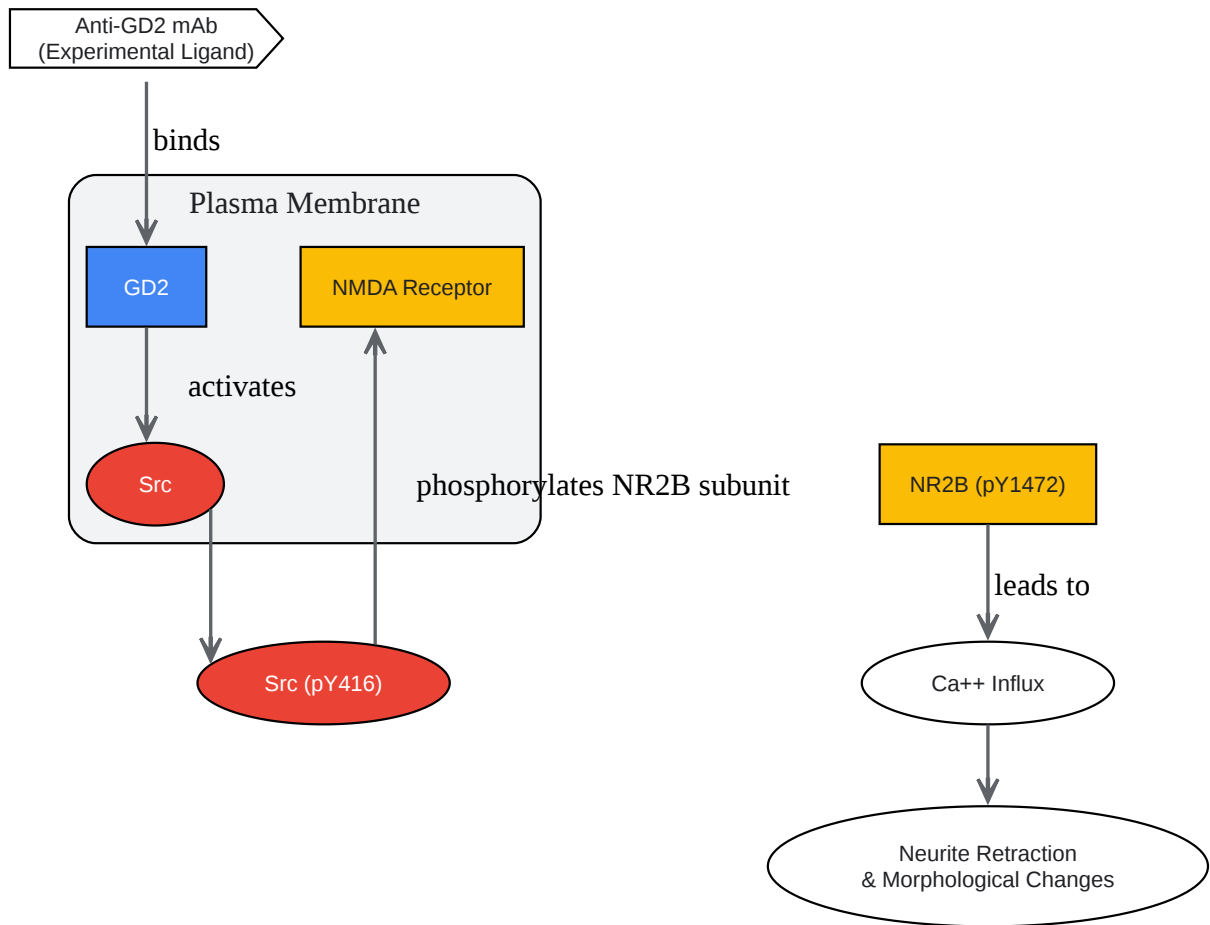 Anti-GD2 mAb
(Experimental Ligand)
binds
Plasma Membrane
GD2
NMDA Receptor
activates
Src
phosphorylates NR2B subunit
NR2B (pY1472)
leads to
Src (pY416)
Ca++ Influx
Neurite Retraction
& Morphological Changes